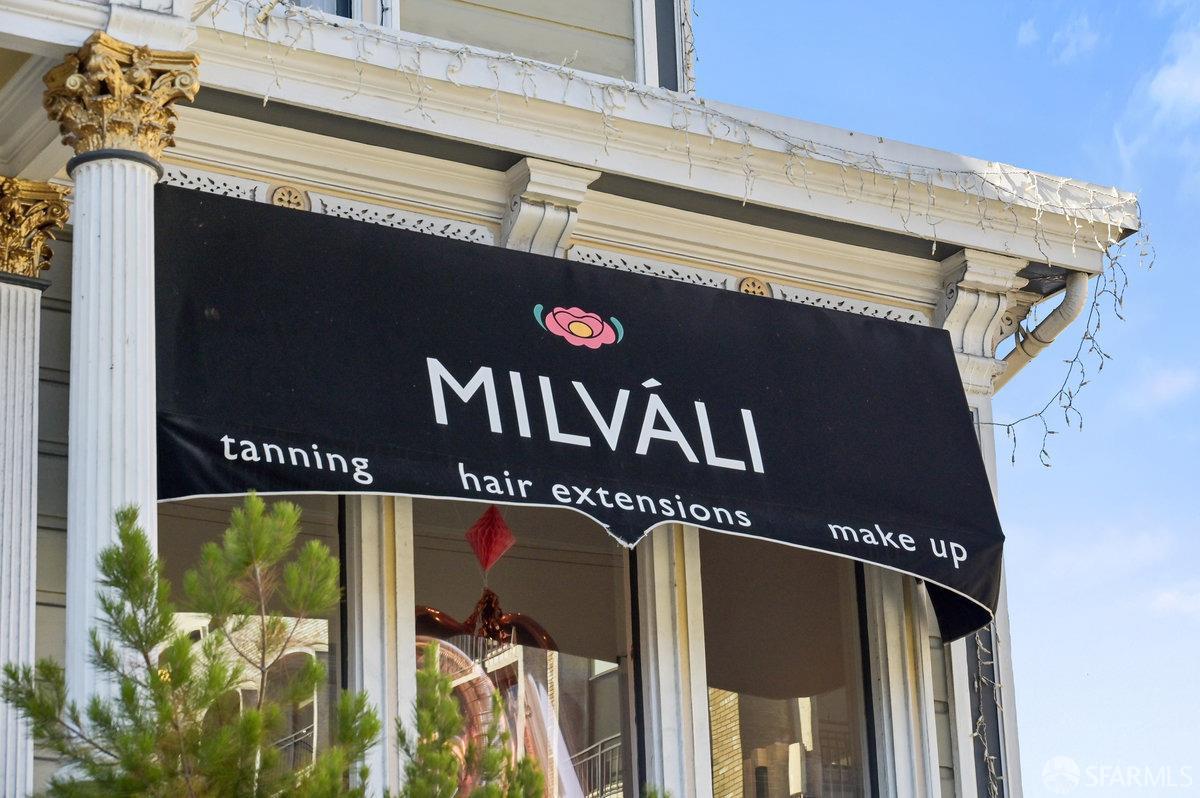 MILVÁLI
tanning hair extensions make up
SFARMLS